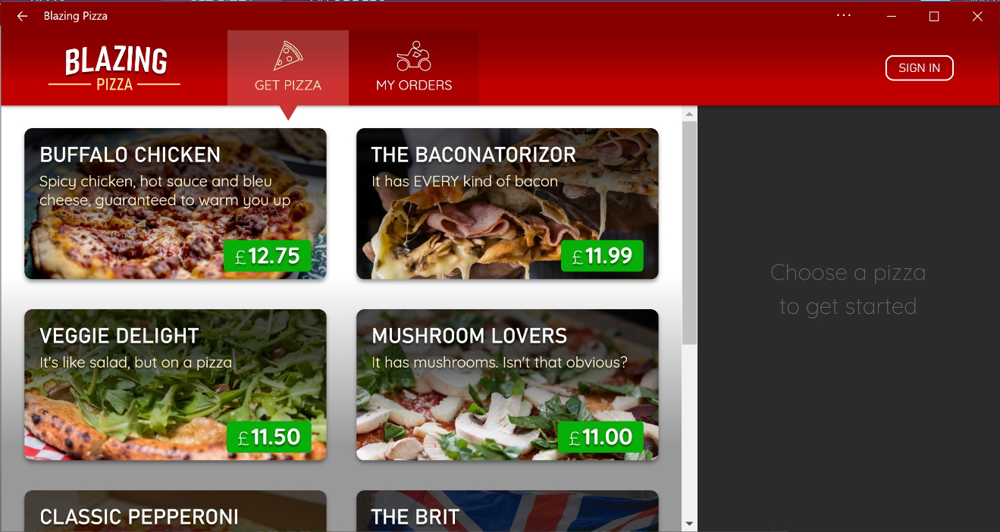 Blazing Pizza
BLAZING
PIZZA
GET PIZZA
MY ORDERS
SIGN IN
BUFFALO CHICKEN
Spicy chicken, hot sauce and bleu
cheese, guaranteed to warm you up
£12.75
THE BACONATORIZOR
It has EVERY kind of bacon
£11.99
VEGGIE DELIGHT
It's like salad, but on a pizza
£11.50
MUSHROOM LOVERS
It has mushrooms. Isn't that obvious?
£11.00
CLASSIC PEPPERONI
THE BRIT
Choose a pizza
to get started